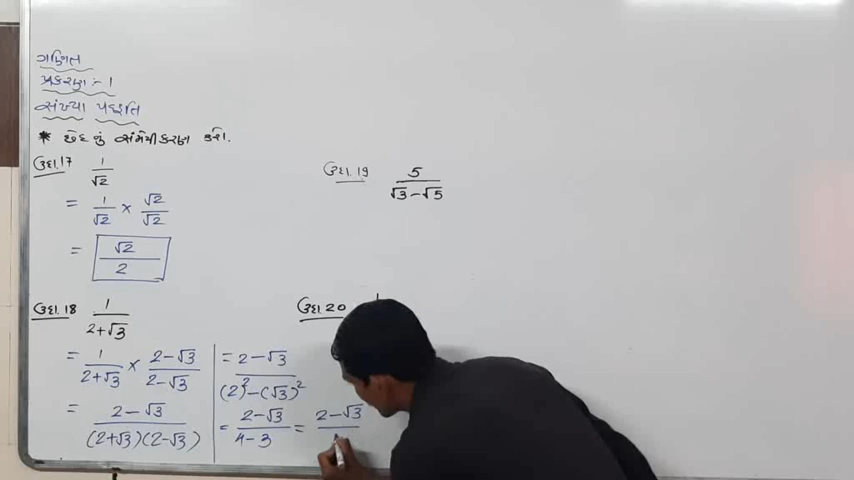 ગણિત
પ્રકરણ :- 1
સંખ્યા પદ્ધતિ
* છેદનું સંમેયીકરણ કરો.
ઉદા.17 1/√2
= 1/√2 × √2/√2
= √2/2
ઉદા.18 1/(2+√3)
= 1/(2+√3) × (2-√3)/(2-√3)
= (2-√3)/((2+√3)(2-√3))
= (2-√3)/((2)²-(√3)²)
= (2-√3)/(4-3) = 2-√3
ઉદા.19 5/(√3-√5)
ઉદા.20